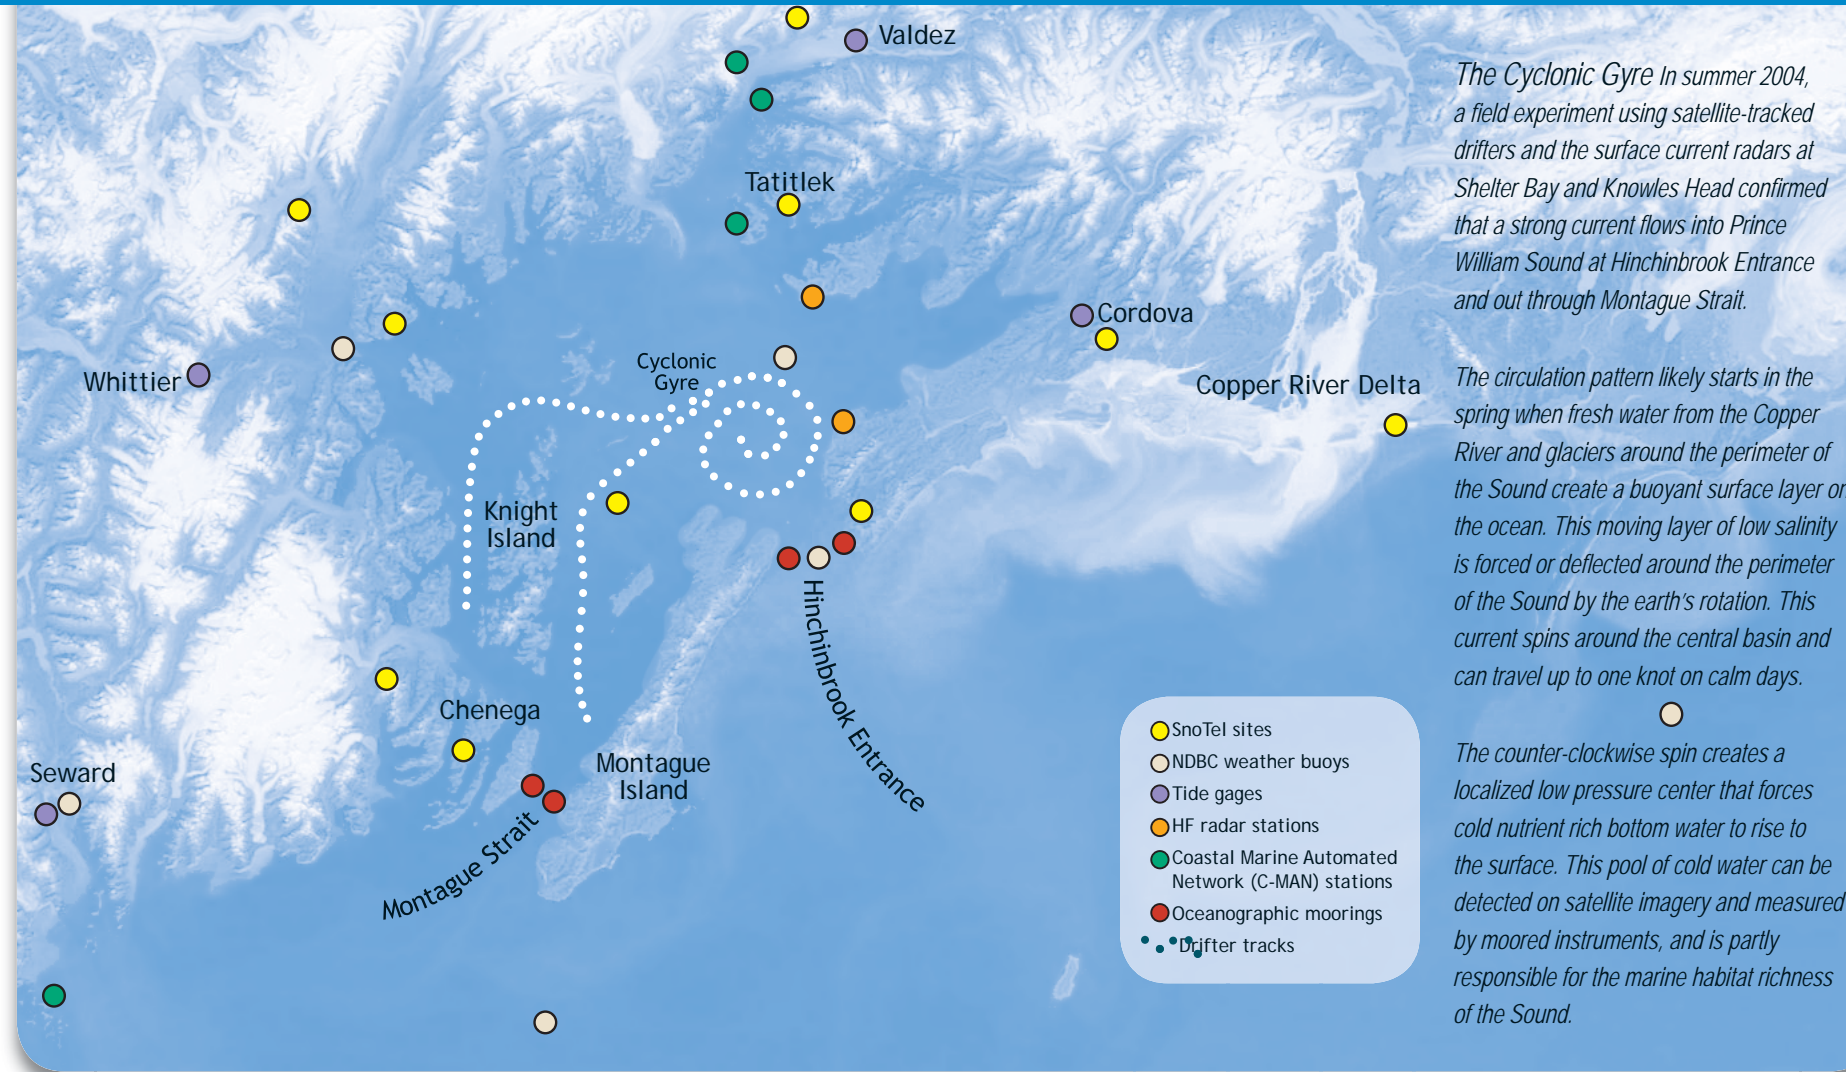 Valdez
Tatitlek
Cordova
Cyclonic
Gyre
Whittier
Copper River Delta
Knight
Island
Hinchinbrook Entrance
Chenega
Montague
Island
Seward
Montague Strait
SnoTel sites
NDBC weather buoys
Tide gages
HF radar stations
Coastal Marine Automated
Network (C-MAN) stations
Oceanographic moorings
Drifter tracks
The Cyclonic Gyre In summer 2004,
a field experiment using satellite-tracked
drifters and the surface current radars at
Shelter Bay and Knowles Head confirmed
that a strong current flows into Prince
William Sound at Hinchinbrook Entrance
and out through Montague Strait.
The circulation pattern likely starts in the
spring when fresh water from the Copper
River and glaciers around the perimeter of
the Sound create a buoyant surface layer on
the ocean. This moving layer of low salinity
is forced or deflected around the perimeter
of the Sound by the earth's rotation. This
current spins around the central basin and
can travel up to one knot on calm days.
The counter-clockwise spin creates a
localized low pressure center that forces
cold nutrient rich bottom water to rise to
the surface. This pool of cold water can be
detected on satellite imagery and measured
by moored instruments, and is partly
responsible for the marine habitat richness
of the Sound.